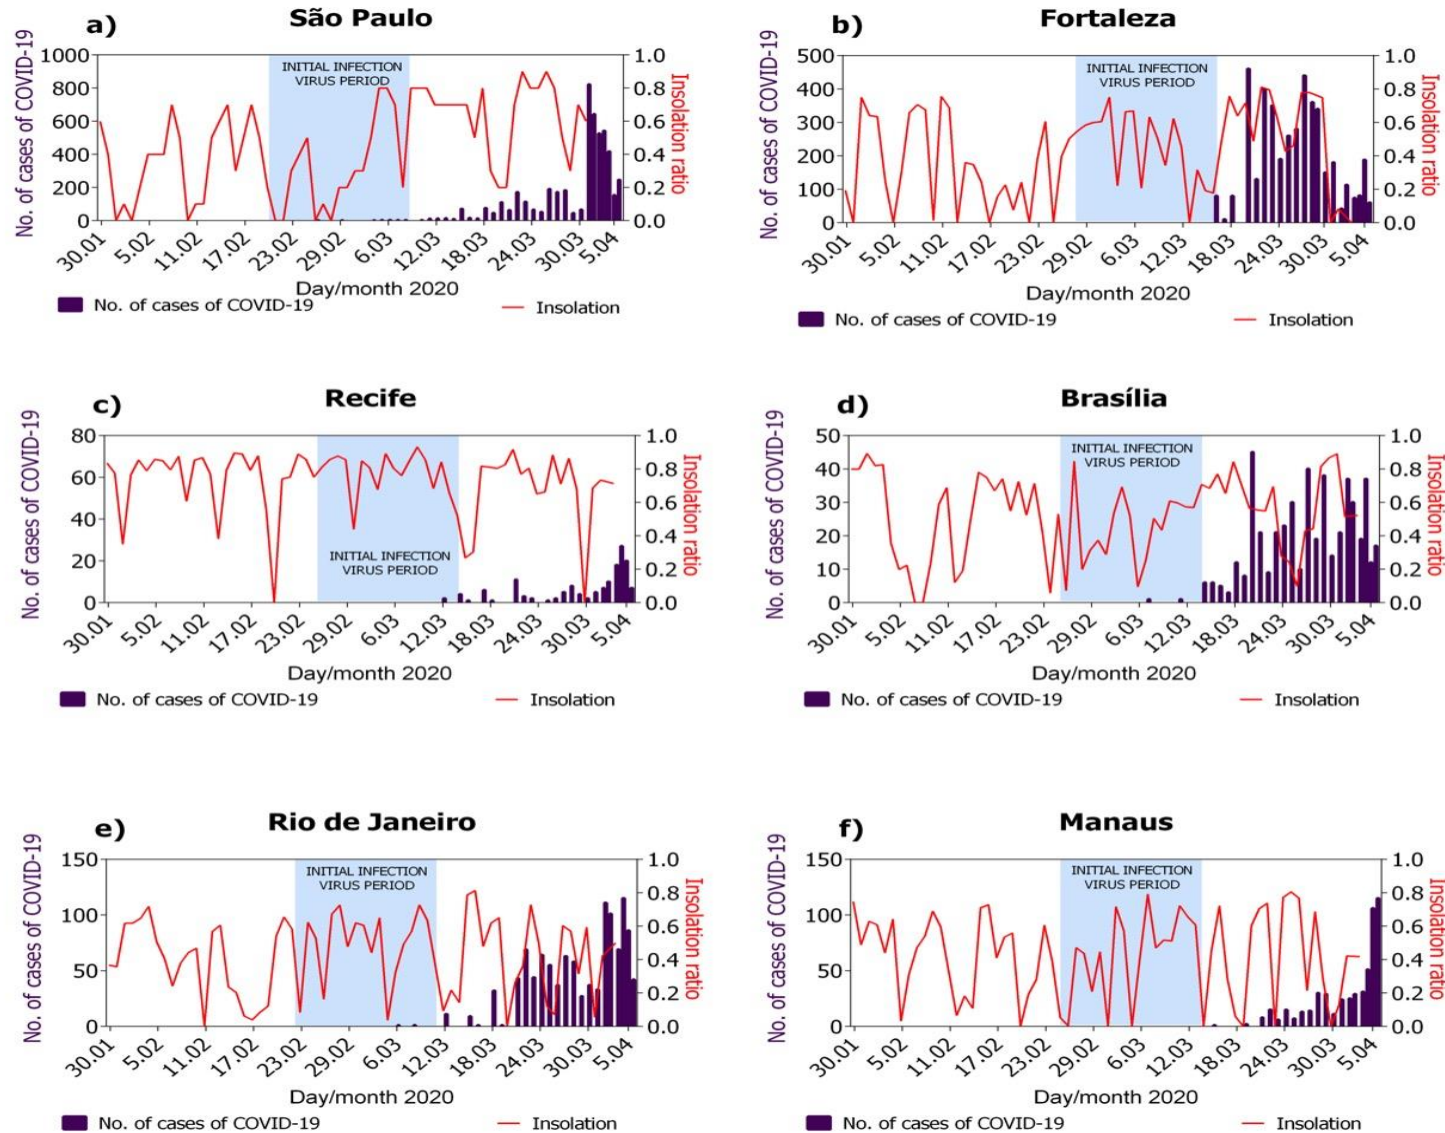 a) São Paulo
No. of cases of COVID-19
1000
800
600
400
200
0
INITIAL INFECTION
VIRUS PERIOD
1.0
0.8
0.6
0.4
0.2
0.0
Insolation ratio
30.01 5.02 11.02 17.02 23.02 29.02 6.03 12.03 18.03 24.03 30.03 5.04
Day/month 2020
No. of cases of COVID-19 Insolation
b) Fortaleza
No. of cases of COVID-19
500
400
300
200
100
0
INITIAL INFECTION
VIRUS PERIOD
1.0
0.8
0.6
0.4
0.2
0.0
Insolation ratio
30.01 5.02 11.02 17.02 23.02 29.02 6.03 12.03 18.03 24.03 30.03 5.04
Day/month 2020
No. of cases of COVID-19 Insolation
c) Recife
No. of cases of COVID-19
80
60
40
20
0
INITIAL INFECTION
VIRUS PERIOD
1.0
0.8
0.6
0.4
0.2
0.0
Insolation ratio
30.01 5.02 11.02 17.02 23.02 29.02 6.03 12.03 18.03 24.03 30.03 5.04
Day/month 2020
No. of cases of COVID-19 Insolation
d) Brasília
No. of cases of COVID-19
50
40
30
20
10
0
INITIAL INFECTION
VIRUS PERIOD
1.0
0.8
0.6
0.4
0.2
0.0
Insolation ratio
30.01 5.02 11.02 17.02 23.02 29.02 6.03 12.03 18.03 24.03 30.03 5.04
Day/month 2020
No. of cases of COVID-19 Insolation
e) Rio de Janeiro
No. of cases of COVID-19
150
100
50
0
INITIAL INFECTION
VIRUS PERIOD
1.0
0.8
0.6
0.4
0.2
0.0
Insolation ratio
30.01 5.02 11.02 17.02 23.02 29.02 6.03 12.03 18.03 24.03 30.03 5.04
Day/month 2020
No. of cases of COVID-19 Insolation
f) Manaus
No. of cases of COVID-19
150
100
50
0
INITIAL INFECTION
VIRUS PERIOD
1.0
0.8
0.6
0.4
0.2
0.0
Insolation ratio
30.01 5.02 11.02 17.02 23.02 29.02 6.03 12.03 18.03 24.03 30.03 5.04
Day/month 2020
No. of cases of COVID-19 Insolation